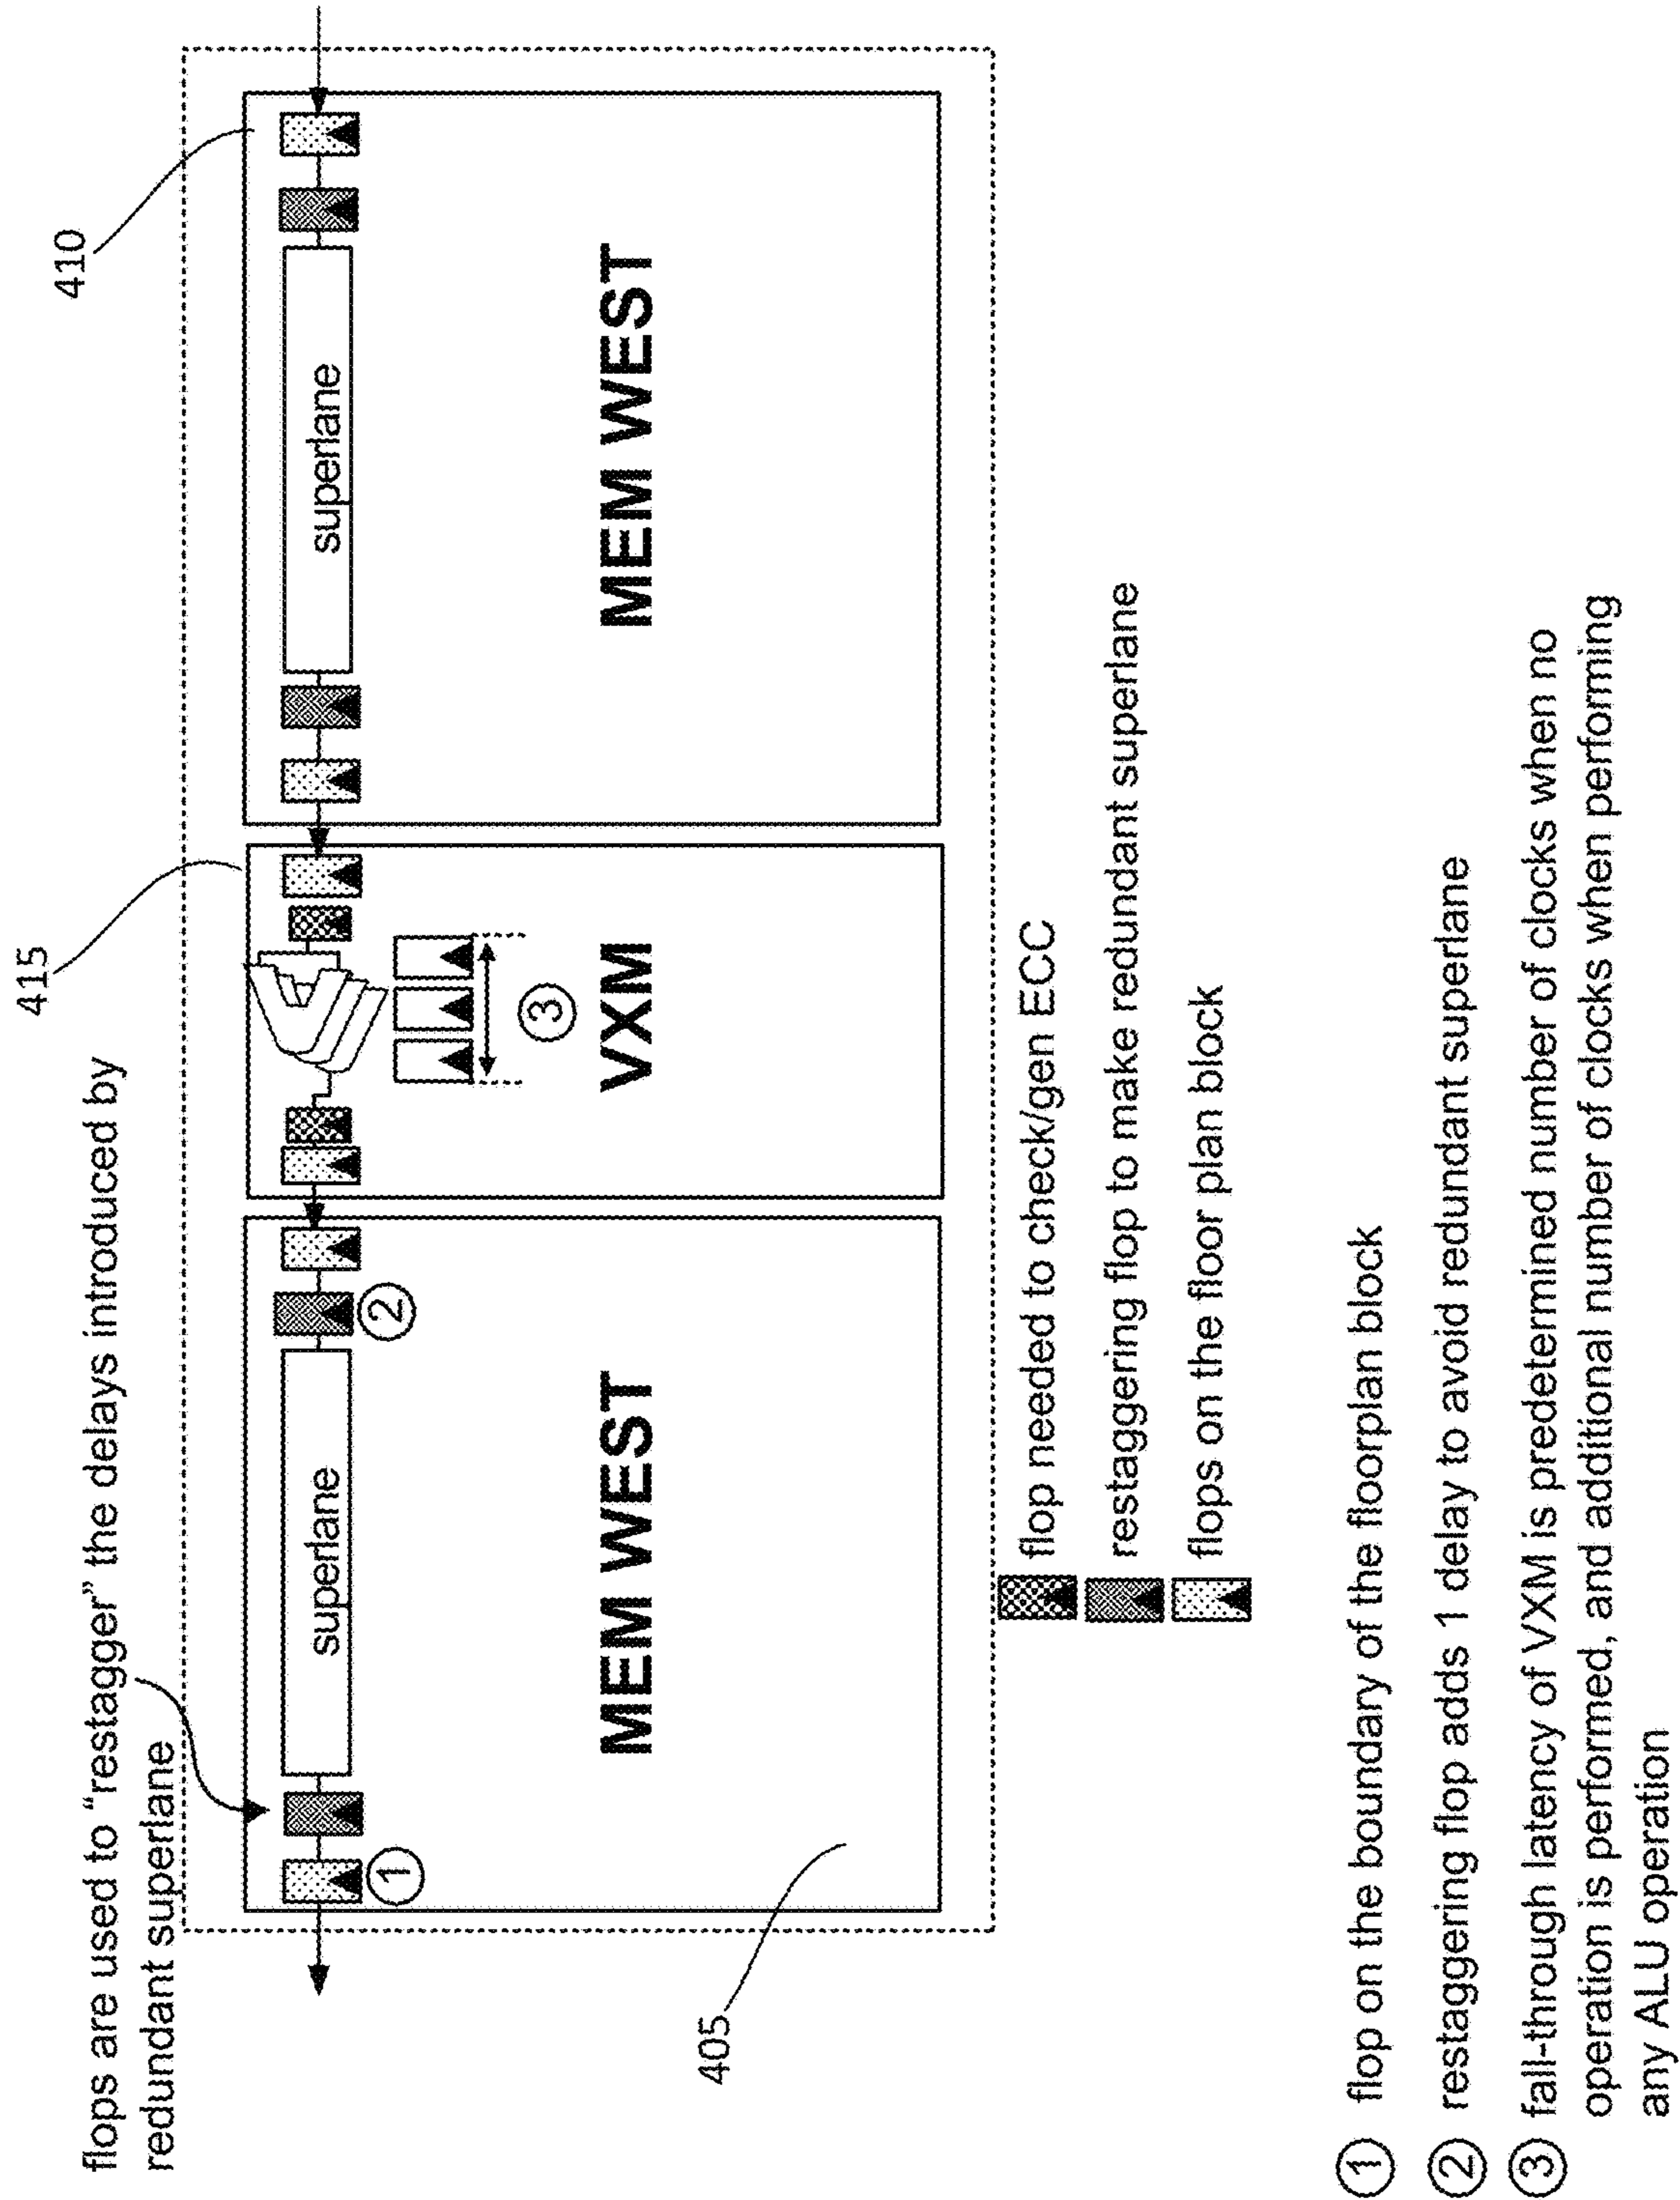 flops are used to “restagger” the delays introduced by
redundant superlane
415
410
superlane
superlane
2
1
3
MEM WEST
VXM
MEM WEST
405
flop needed to check/gen ECC
restaggering flop to make redundant superlane
flops on the floor plan block
1 flop on the boundary of the floorplan block
2 restaggering flop adds 1 delay to avoid redundant superlane
3 fall-through latency of VXM is predetermined number of clocks when no
operation is performed, and additional number of clocks when performing
any ALU operation